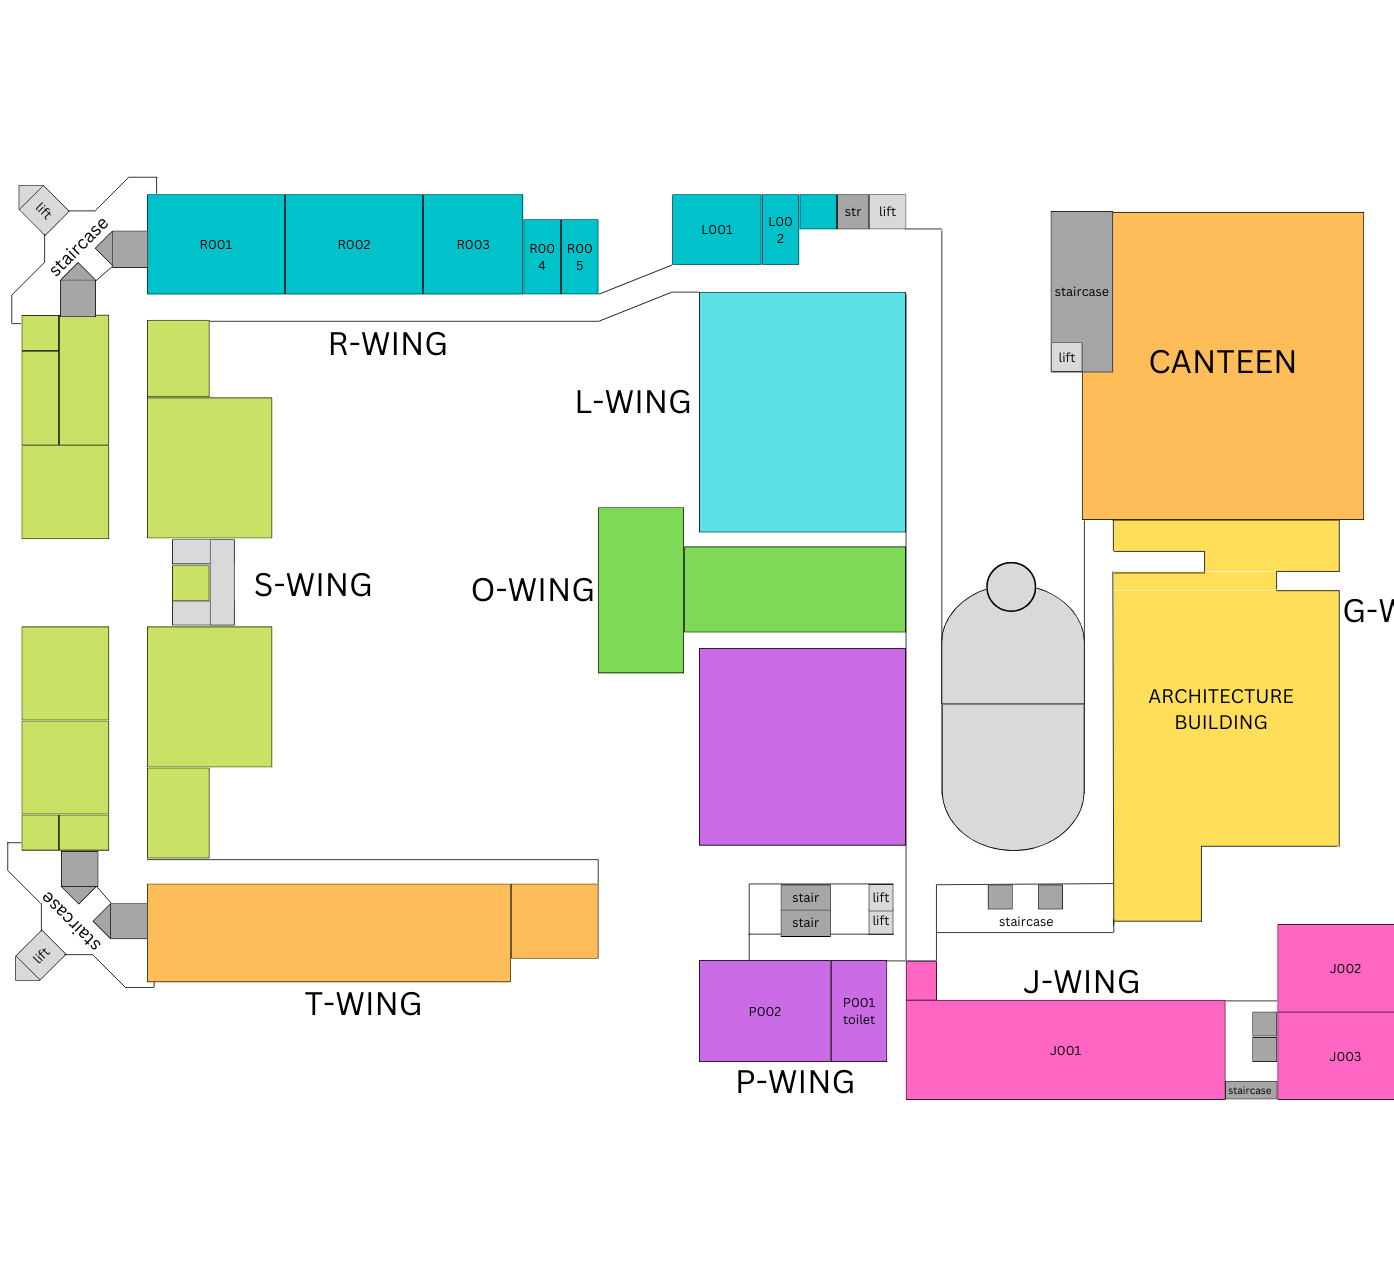 lift
staircase
R001
R002
R003
R00
4
R00
5
L001
L00
2
str
lift
staircase
lift
CANTEEN
R-WING
L-WING
S-WING
O-WING
G-W
ARCHITECTURE
BUILDING
staircase
lift
T-WING
stair
stair
lift
lift
staircase
J-WING
P002
P001
toilet
P-WING
J001
J002
J003
staircase